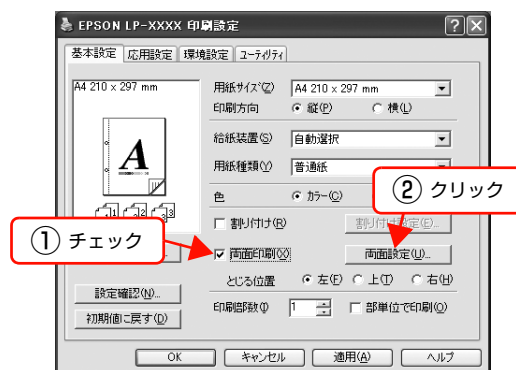 EPSON LP-XXXX 印刷設定
基本設定 応用設定 環境設定 ユーティリティ
A4 210 x 297 mm
用紙サイズ(Z) A4 210 x 297 mm
印刷方向 縦(P) 横(L)
給紙装置(S) 自動選択
用紙種類(Y) 普通紙
A
1 2 3
色 カラー(C)
② クリック
割り付け(R) 割り付け設定(E)...
① チェック
両面印刷(X) 両面設定(U)...
とじる位置 左(F) 上(T) 右(H)
設定確認(N)...
印刷部数(I) 1 部単位で印刷(O)
初期値に戻す(D)
OK キャンセル 適用(A) ヘルプ